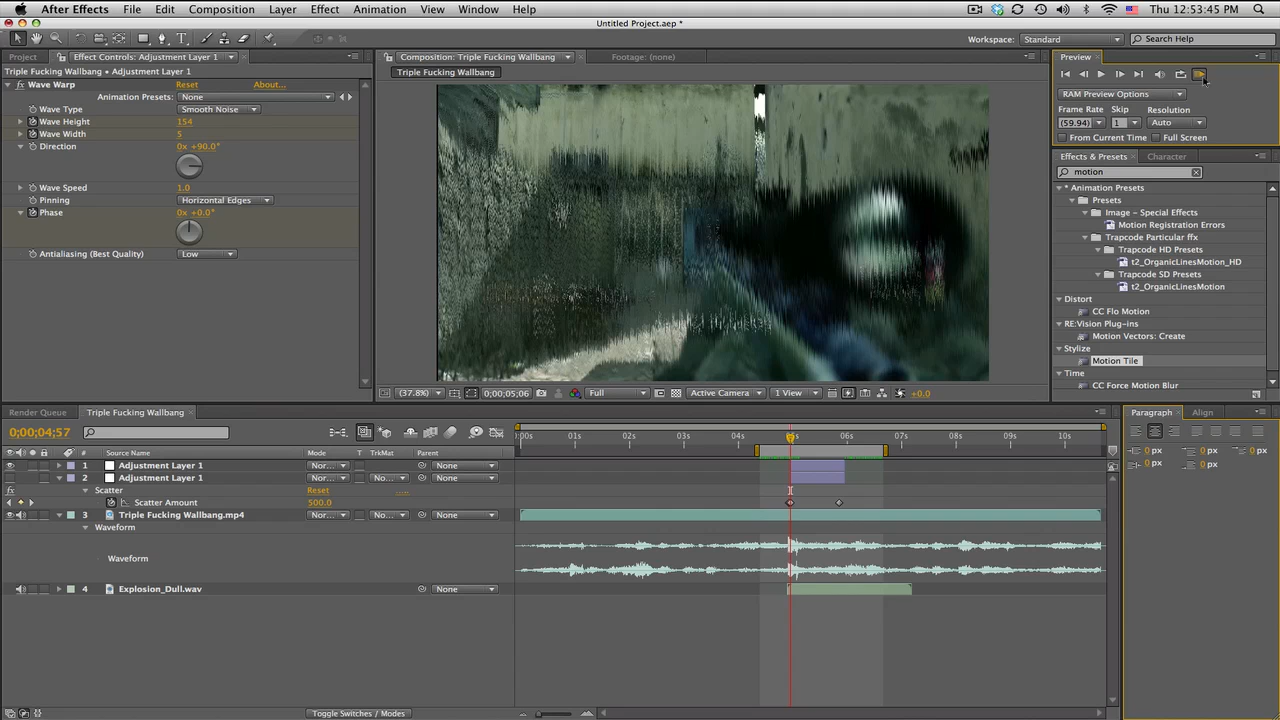 After Effects File Edit Composition Layer Effect Animation View Window Help Thu 12:53:45 PM
Untitled Project.aep *
Workspace: Standard Search Help
Project Effect Controls: Adjustment Layer 1 Composition: Triple Fucking Wallbang Footage: (none) Preview
Triple Fucking Wallbang • Adjustment Layer 1 Triple Fucking Wallbang
fx Wave Warp Reset About...
Animation Presets: None
Wave Type Smooth Noise
Wave Height 154
Wave Width 5
Direction 0x +90.0°
Wave Speed 1.0
Pinning Horizontal Edges
Phase 0x +0.0°
Antialiasing (Best Quality) Low
RAM Preview Options
Frame Rate Skip Resolution
(59.94) 1 Auto
From Current Time Full Screen
Effects & Presets Character
motion
* Animation Presets
Presets
Image – Special Effects
Motion Registration Errors
Trapcode Particular ffx
Trapcode HD Presets
t2_OrganicLinesMotion_HD
Trapcode SD Presets
t2_OrganicLinesMotion
Distort
CC Flo Motion
RE:Vision Plug-ins
Motion Vectors: Create
Stylize
Motion Tile
Time
CC Force Motion Blur
(37.8%) 0;00;05;06 Full Active Camera 1 View +0.0
Render Queue Triple Fucking Wallbang Paragraph Align
0;00;04;57 :00s 01s 02s 03s 04s 05s 06s 07s 08s 09s 10s
# Source Name Mode T TrkMat Parent
1 Adjustment Layer 1 Nor... None
2 Adjustment Layer 1 Nor... No... None
Scatter Reset .....
Scatter Amount 500.0
3 Triple Fucking Wallbang.mp4 Nor... No... None
Waveform
Waveform
4 Explosion_Dull.wav None
0 px 0 px 0 px
0 px 0 px
Toggle Switches / Modes